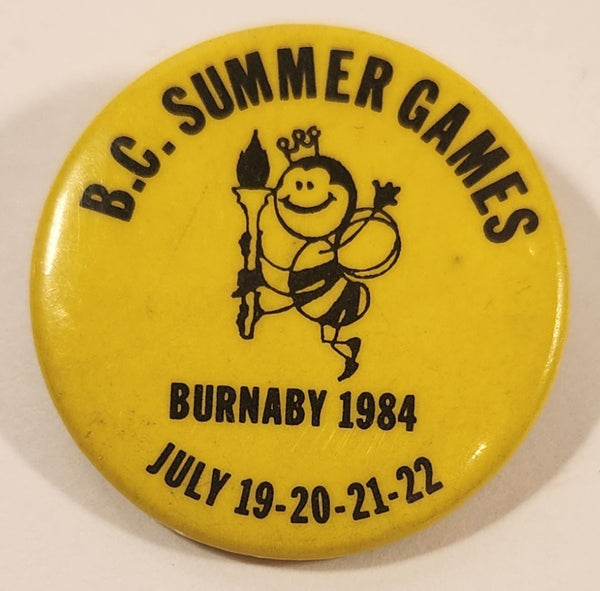 B.C. SUMMER GAMES
BURNABY 1984
JULY 19-20-21-22